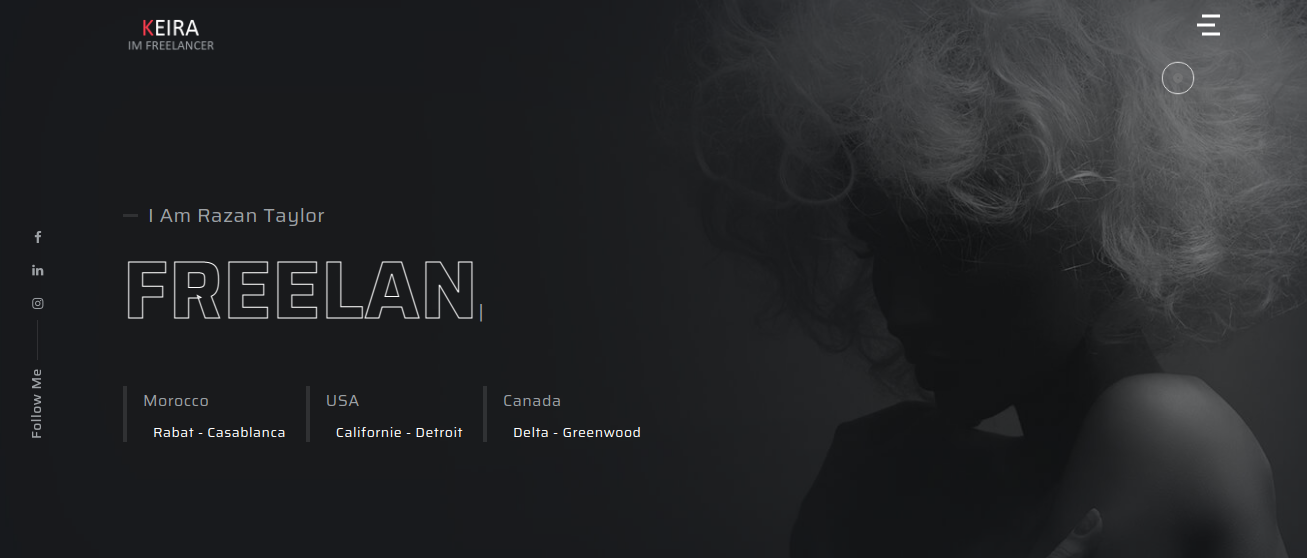 KEIRA
IM FREELANCER
I Am Razan Taylor
FREELAN
Follow Me
Morocco
Rabat - Casablanca
USA
Californie - Detroit
Canada
Delta - Greenwood